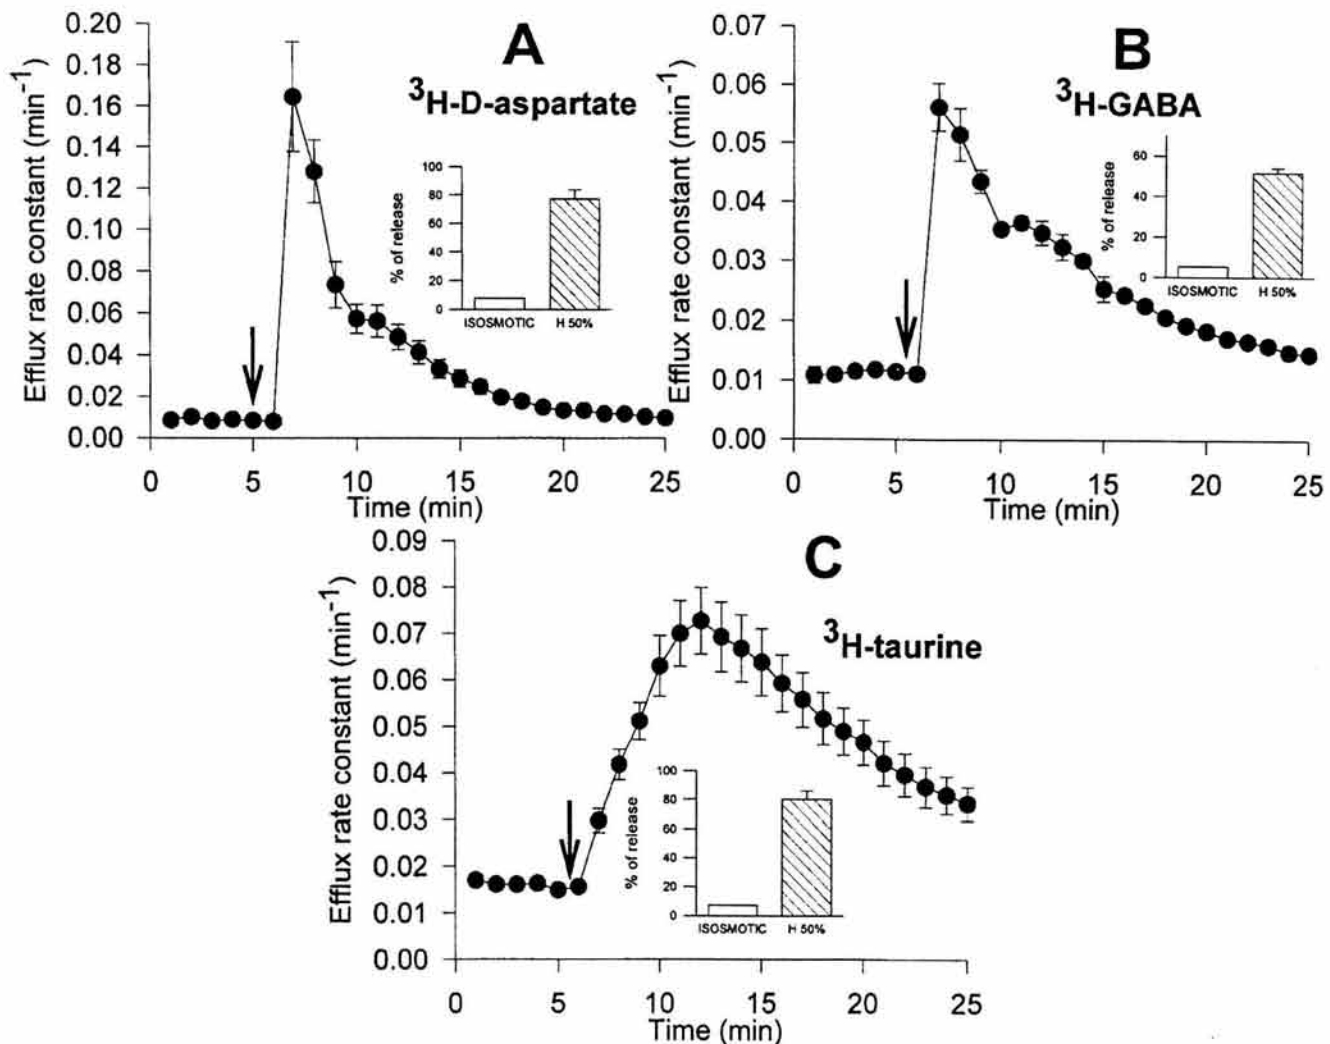 A
³H-D-aspartate
Efflux rate constant (min⁻¹)
0.20
0.18
0.16
0.14
0.12
0.10
0.08
0.06
0.04
0.02
0.00
0 5 10 15 20 25
Time (min)
% of release
100
80
60
40
20
0
ISOSMOTIC H 50%
B
³H-GABA
Efflux rate constant (min⁻¹)
0.07
0.06
0.05
0.04
0.03
0.02
0.01
0.00
0 5 10 15 20 25
Time (min)
% of release
60
40
20
0
ISOSMOTIC H 50%
C
³H-taurine
Efflux rate constant (min⁻¹)
0.09
0.08
0.07
0.06
0.05
0.04
0.03
0.02
0.01
0.00
0 5 10 15 20 25
Time (min)
% of release
100
80
60
40
20
0
ISOSMOTIC H 50%